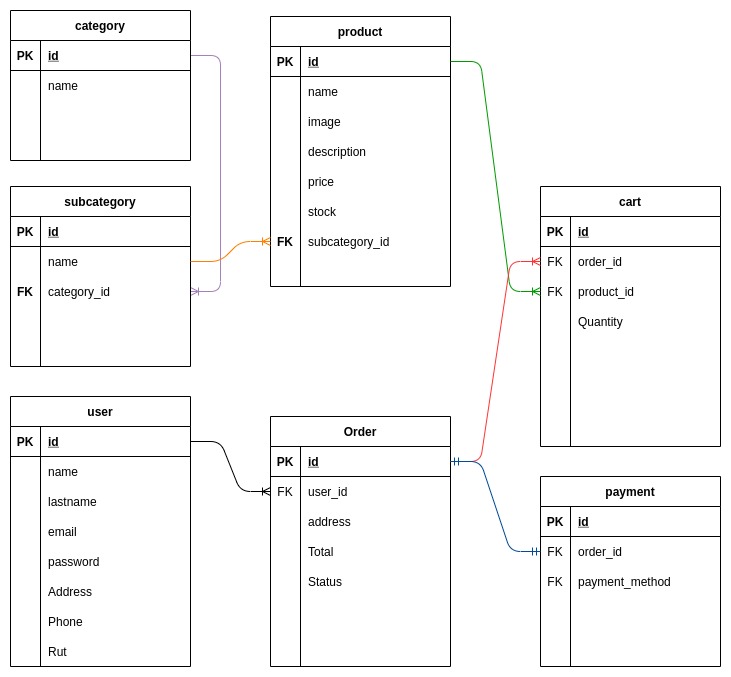 category
PK id
name
subcategory
PK id
name
FK category_id
user
PK id
name
lastname
email
password
Address
Phone
Rut
product
PK id
name
image
description
price
stock
FK subcategory_id
Order
PK id
FK user_id
address
Total
Status
cart
PK id
FK order_id
FK product_id
Quantity
payment
PK id
FK order_id
FK payment_method